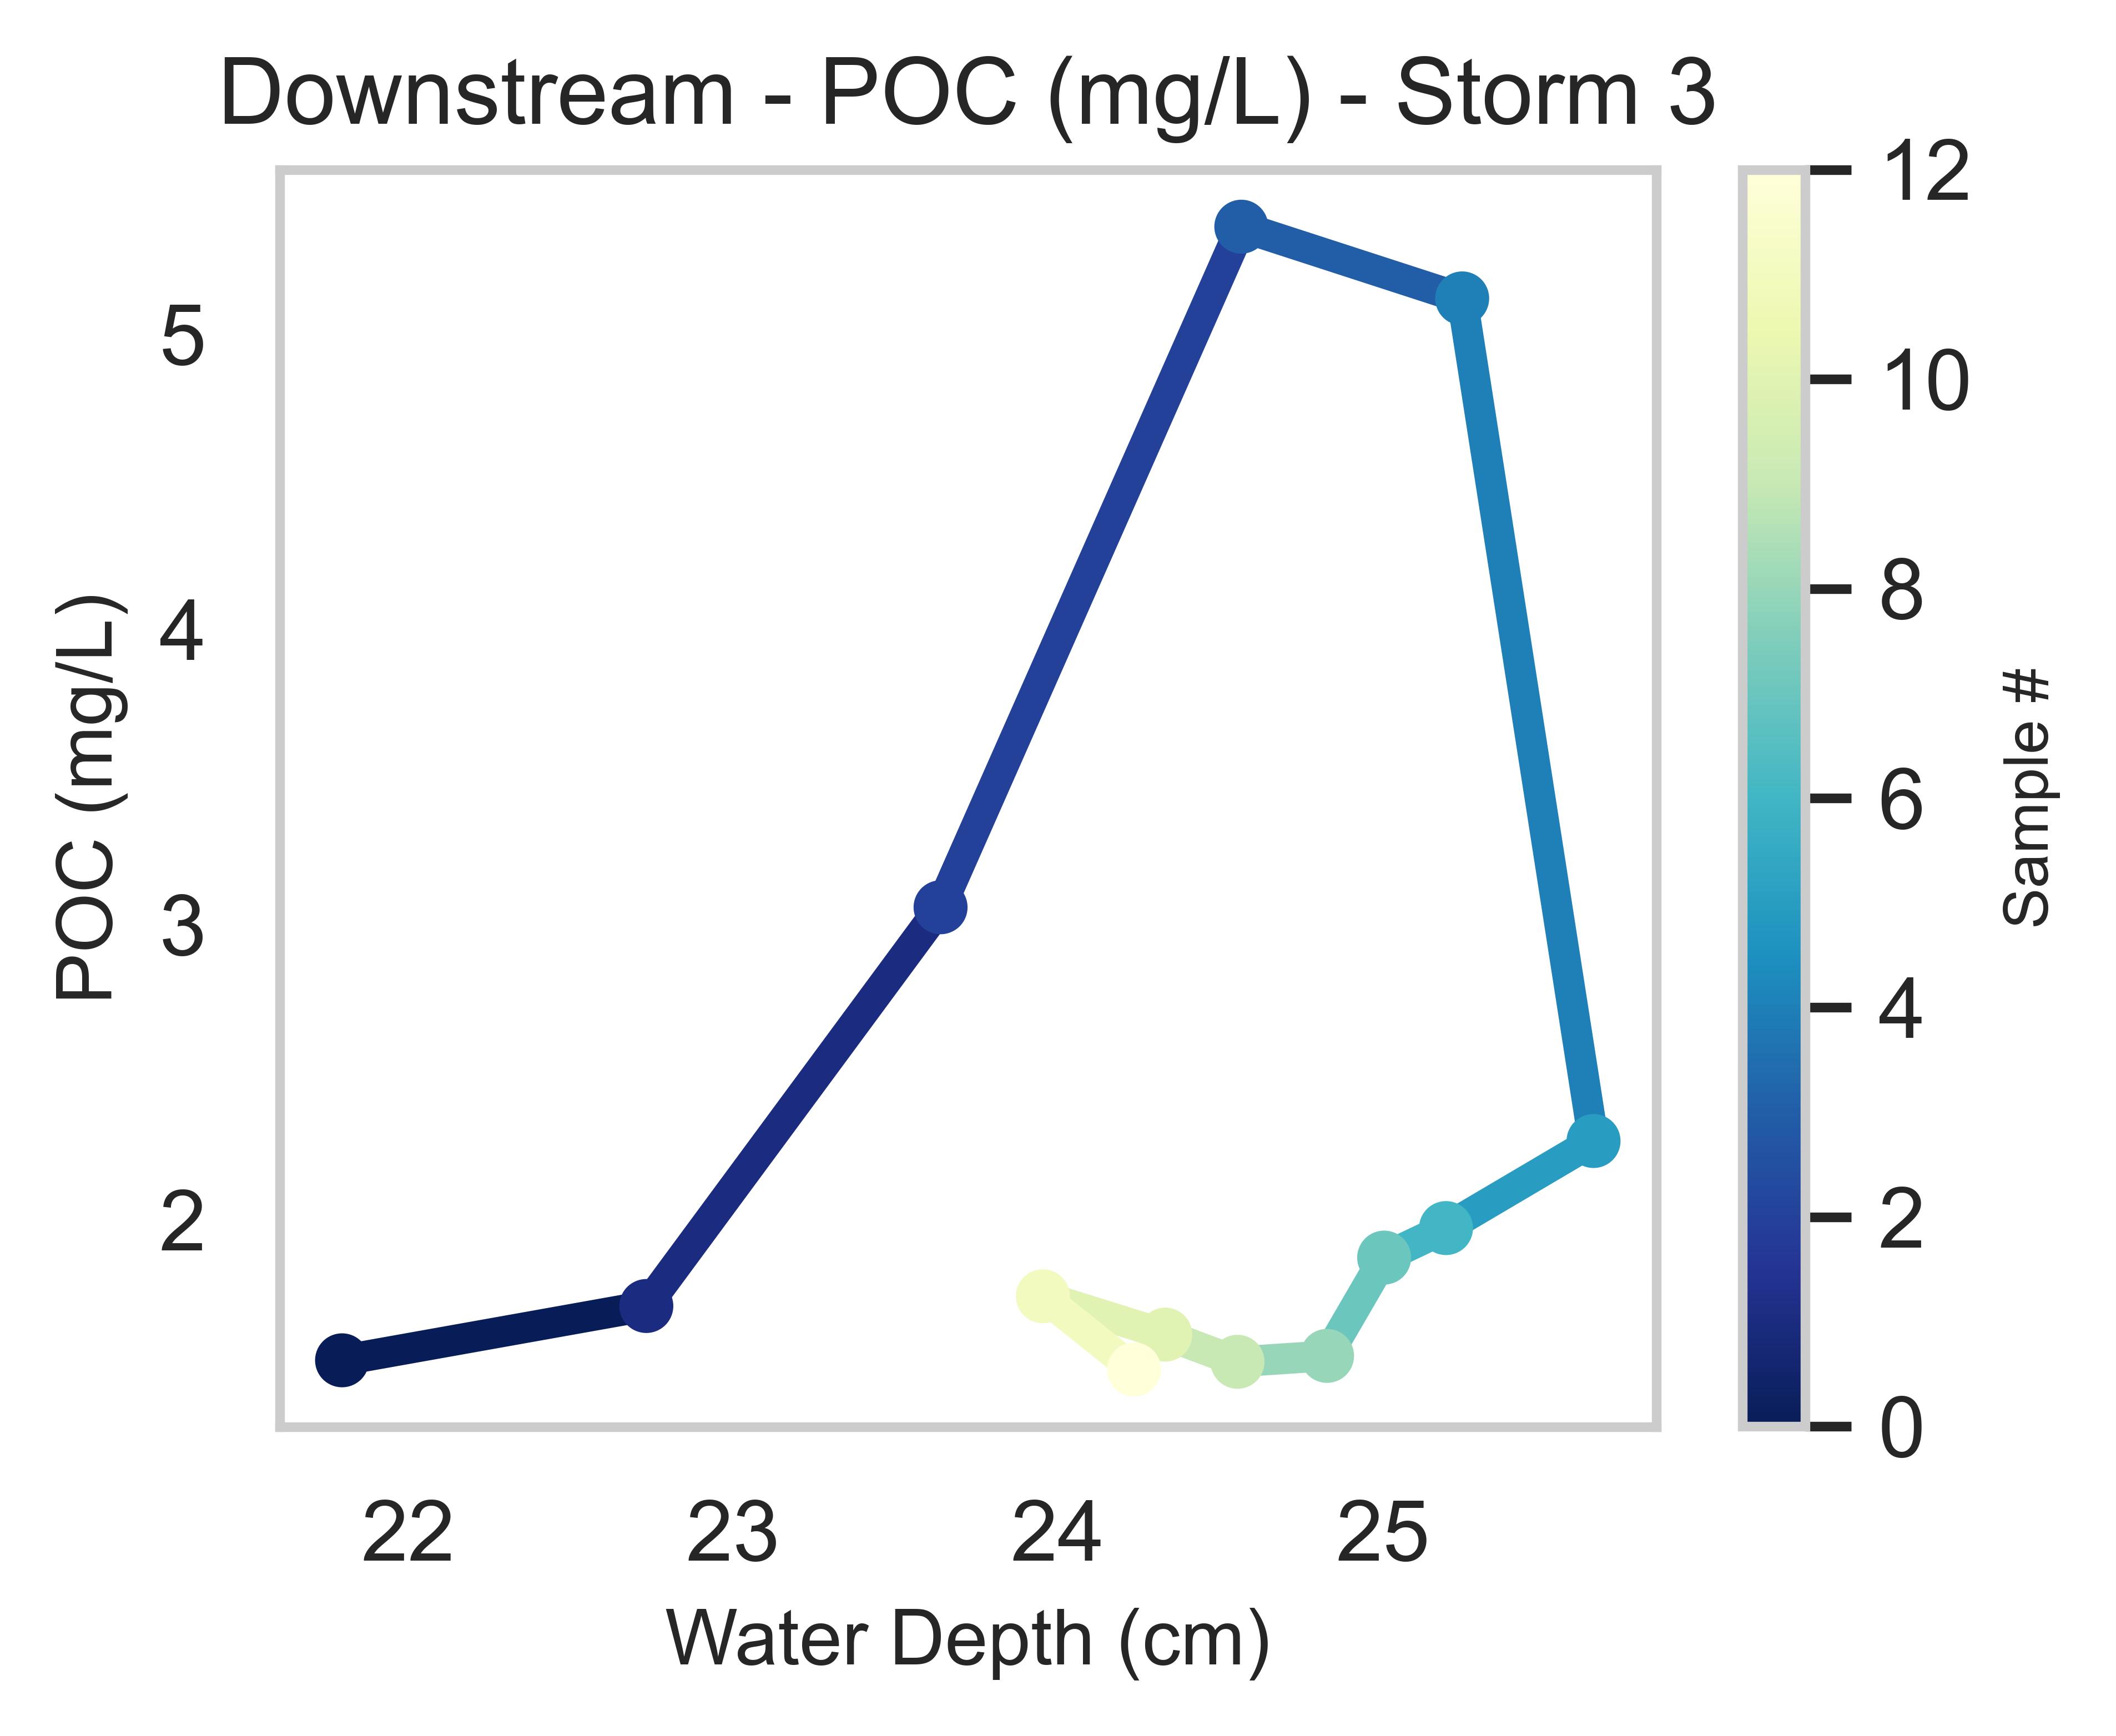 Downstream - POC (mg/L) - Storm 3
POC (mg/L)
5
4
3
2
22 23 24 25
Water Depth (cm)
12
10
8
6
4
2
0
Sample #